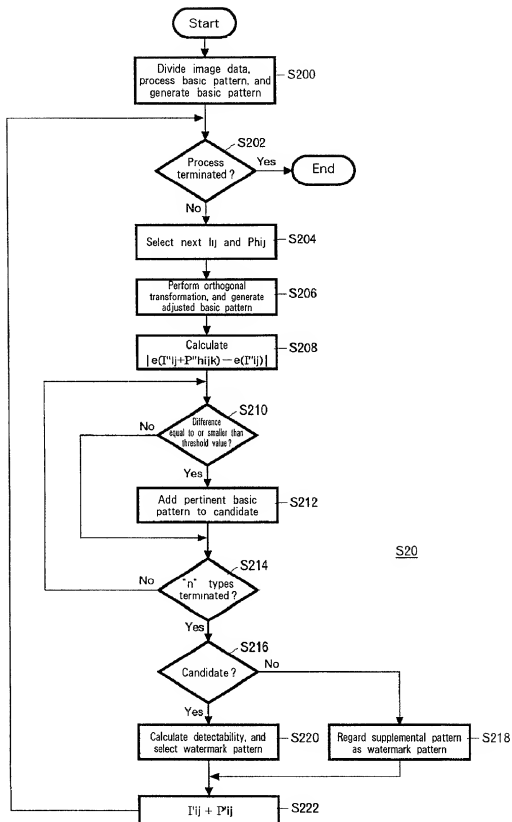 Start
Divide image data,
process basic pattern, and
generate basic pattern
S200
S202
Process
terminated ?
Yes
End
No
Select next Iij and Phij
S204
Perform orthogonal
transformation, and generate
adjusted basic pattern
S206
Calculate
|e(I"ij+P"hijk)−e(I"ij)|
S208
S210
No
Difference
equal to or smaller than
threshold value?
Yes
Add pertinent basic
pattern to candidate
S212
S20
S214
No
"n" types
terminated ?
Yes
S216
Candidate ?
No
Yes
Calculate detectability, and
select watermark pattern
S220
Regard supplemental pattern
as watermark pattern
S218
I'ij + P'ij
S222